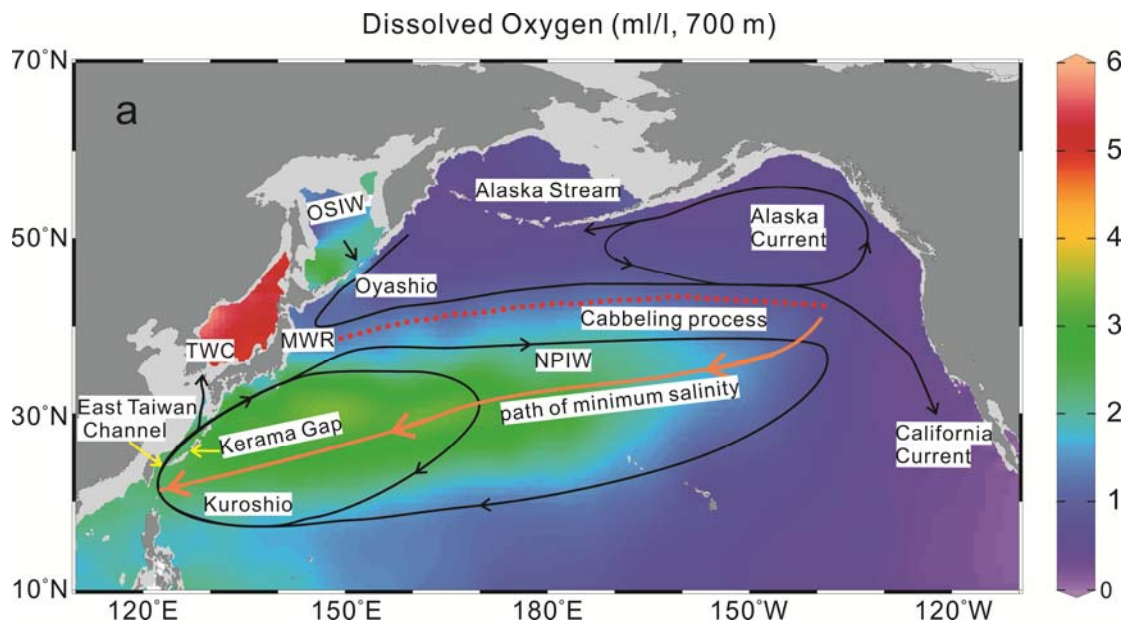 Dissolved Oxygen (ml/l, 700 m)
70°N
50°N
30°N
10°N
a
OSIW
Alaska Stream
Alaska
Current
Oyashio
Cabbeling process
MWR
TWC
NPIW
East Taiwan
Channel
path of minimum salinity
Kerama Gap
California
Current
Kuroshio
120°E
150°E
180°E
150°W
120°W
6
5
4
3
2
1
0